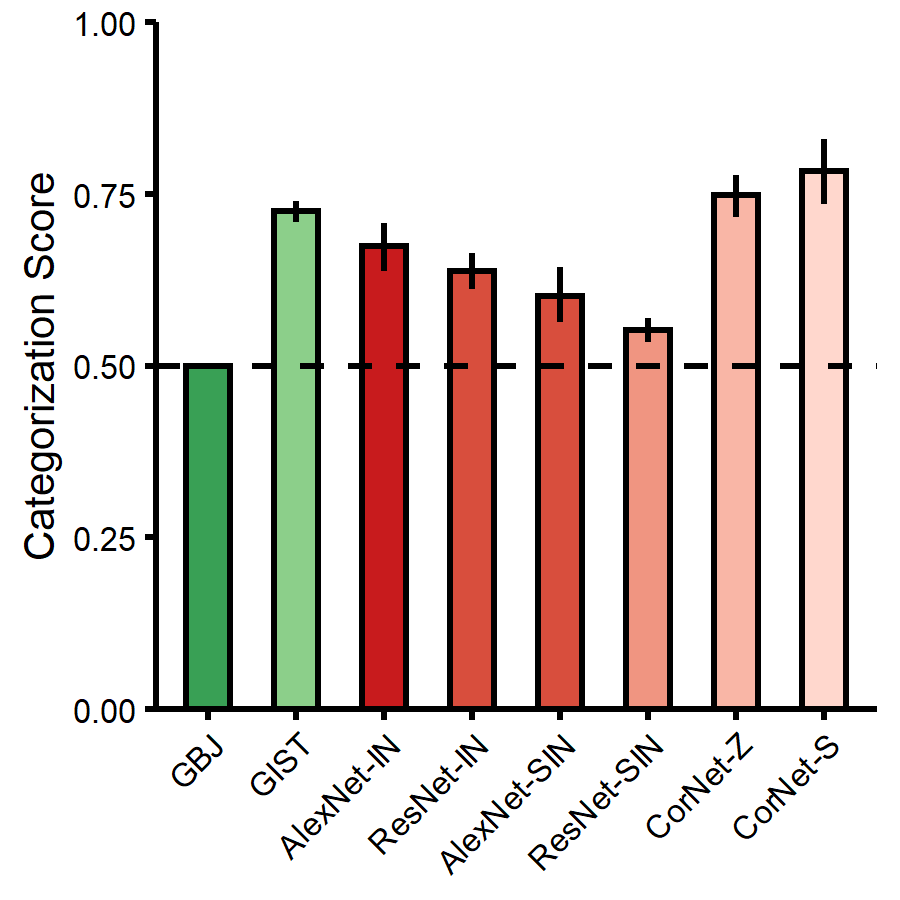 1.00
0.75
0.50
0.25
0.00
Categorization Score
GBJ
GIST
AlexNet-IN
ResNet-IN
AlexNet-SIN
ResNet-SIN
CorNet-Z
CorNet-S